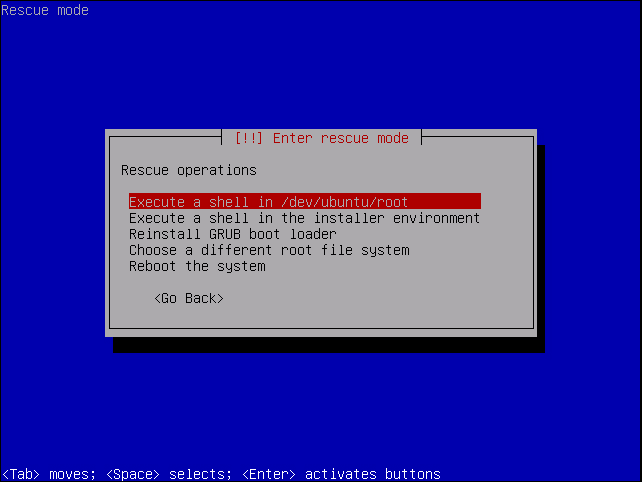 Rescue mode
[!!] Enter rescue mode
Rescue operations
Execute a shell in /dev/ubuntu/root
Execute a shell in the installer environment
Reinstall GRUB boot loader
Choose a different root file system
Reboot the system
<Go Back>
<Tab> moves; <Space> selects; <Enter> activates buttons